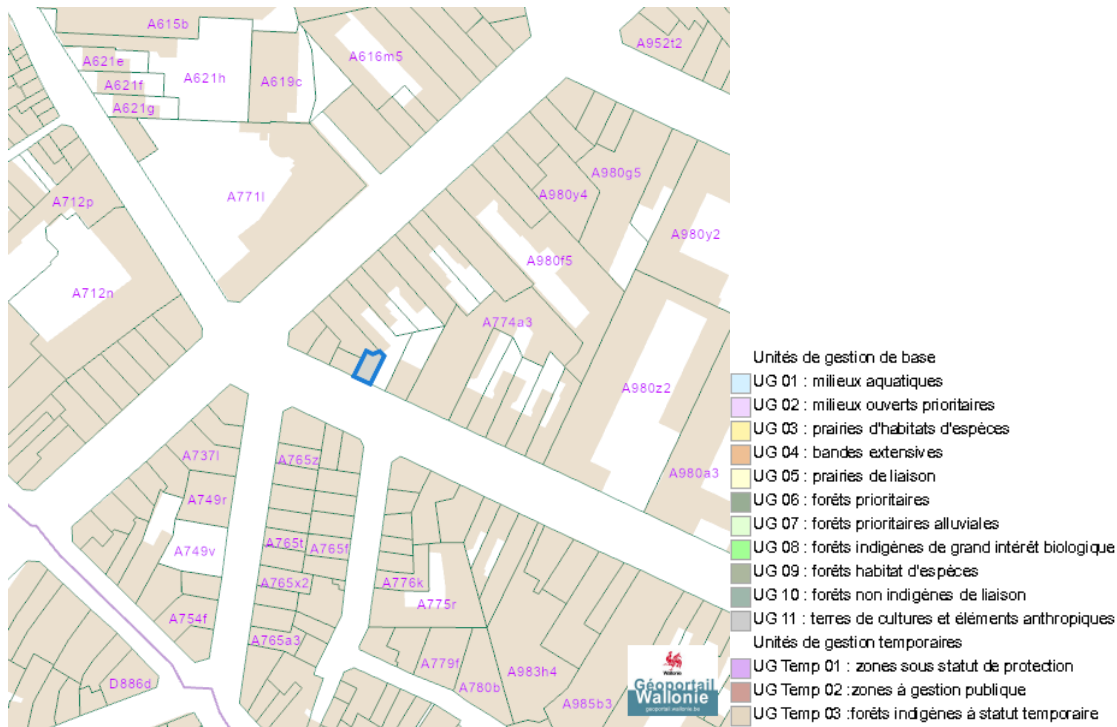 A615b
A952t2
A621e
A616m5
A621h
A619c
A621f
A621g
A980g5
A771l
A980y4
A712p
A980y2
A980f5
A712n
A774a3
A980z2
A737l
A765z
A980a3
A749r
A749v
A765t
A765f
A765x2
A776k
A775r
A754f
A765a3
A779f
A983h4
D886d
A780b
A985b3
Wallonie
Géoportail
Wallonie
geoportail.wallonie.be
Unités de gestion de base
UG 01 : milieux aquatiques
UG 02 : milieux ouverts prioritaires
UG 03 : prairies d'habitats d'espèces
UG 04 : bandes extensives
UG 05 : prairies de liaison
UG 06 : forêts prioritaires
UG 07 : forêts prioritaires alluviales
UG 08 : forêts indigènes de grand intérêt biologique
UG 09 : forêts habitat d'espèces
UG 10 : forêts non indigènes de liaison
UG 11 : terres de cultures et éléments anthropiques
Unités de gestion temporaires
UG Temp 01 : zones sous statut de protection
UG Temp 02 :zones à gestion publique
UG Temp 03 :forêts indigènes à statut temporaire